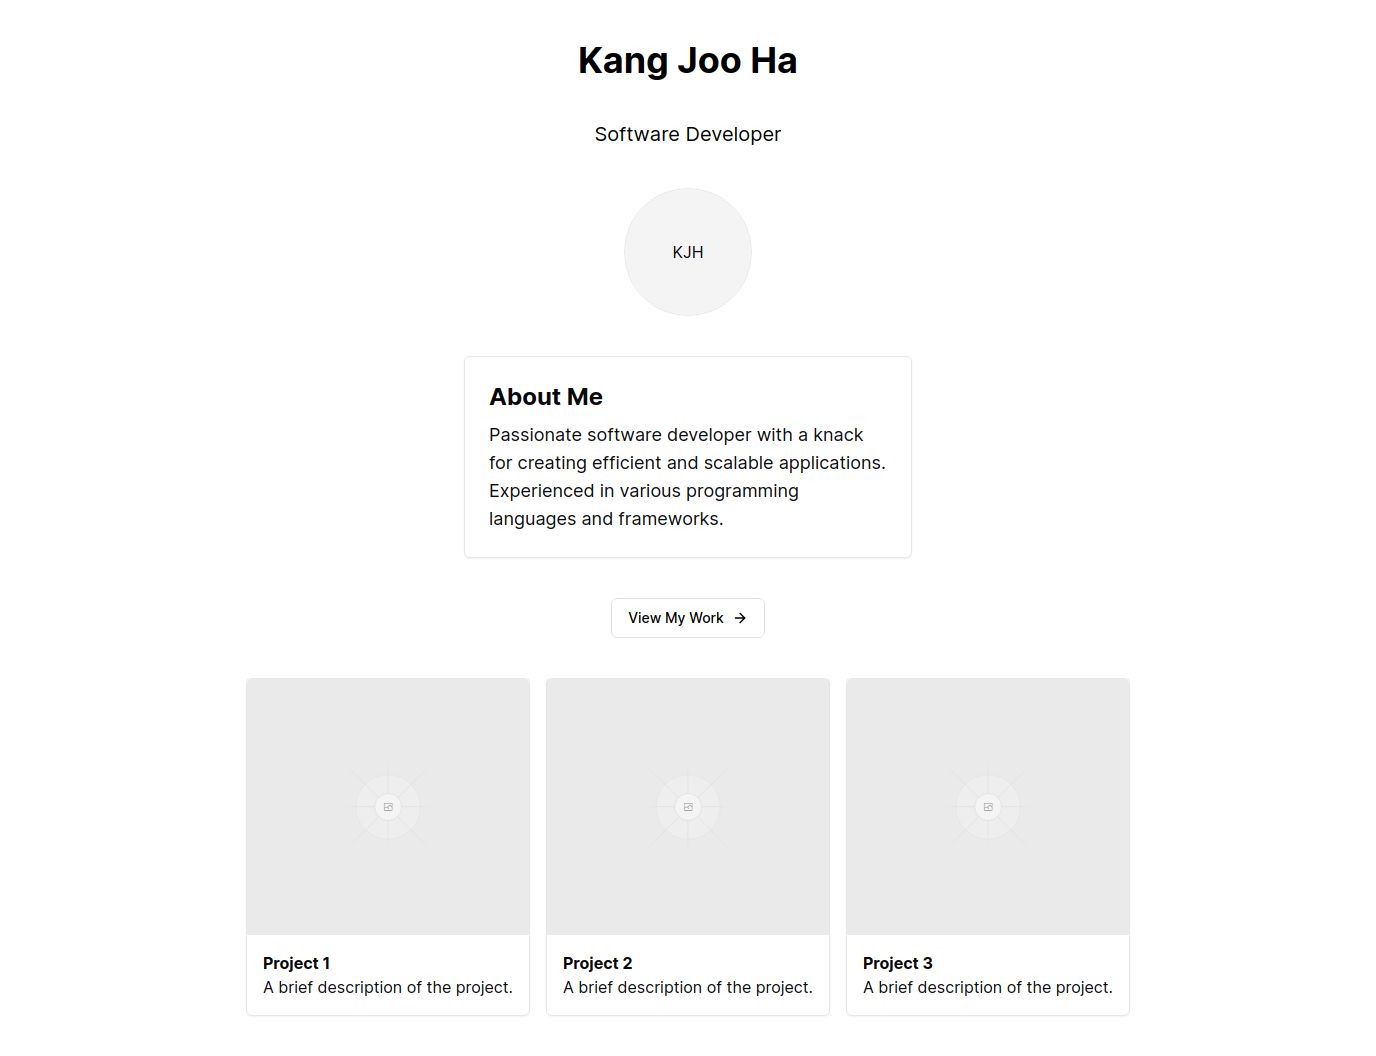 Kang Joo Ha
Software Developer
KJH
About Me
Passionate software developer with a knack
for creating efficient and scalable applications.
Experienced in various programming
languages and frameworks.
View My Work
Project 1
A brief description of the project.
Project 2
A brief description of the project.
Project 3
A brief description of the project.